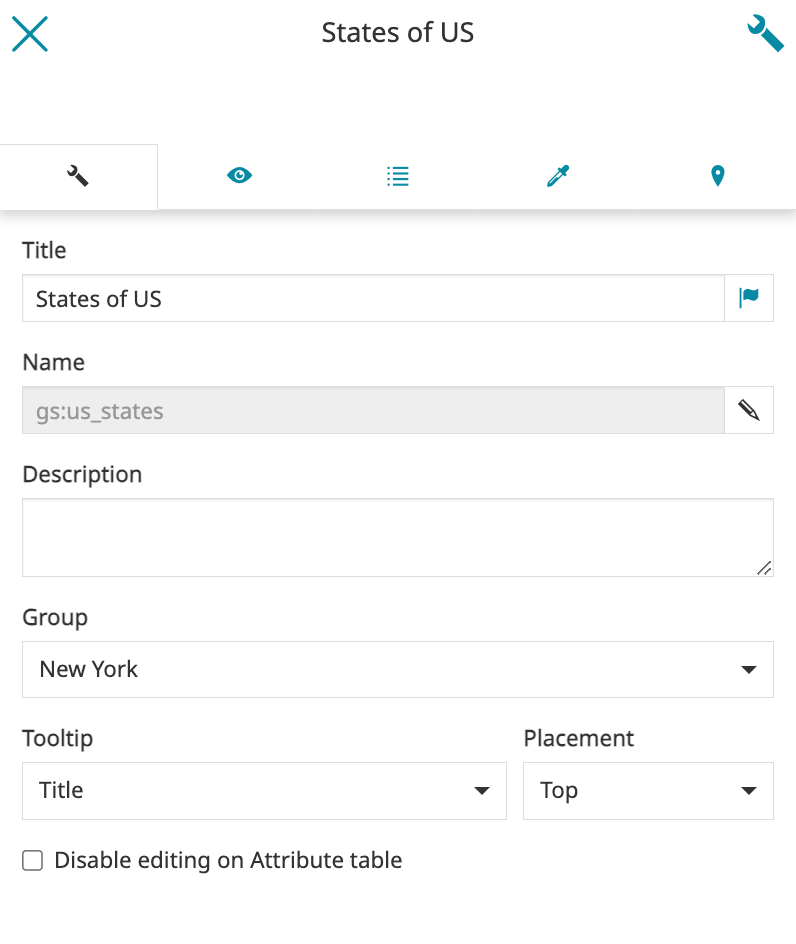 States of US
Title
States of US
Name
gs:us_states
Description
Group
New York
Tooltip Placement
Title Top
Disable editing on Attribute table